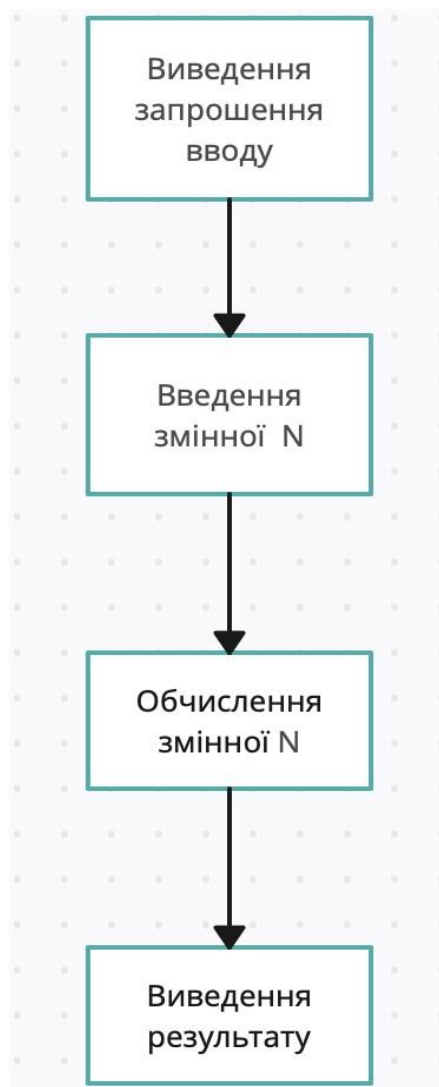 Виведення
запрошення
вводу
Введення
змінної N
Обчислення
змінної N
Виведення
результату